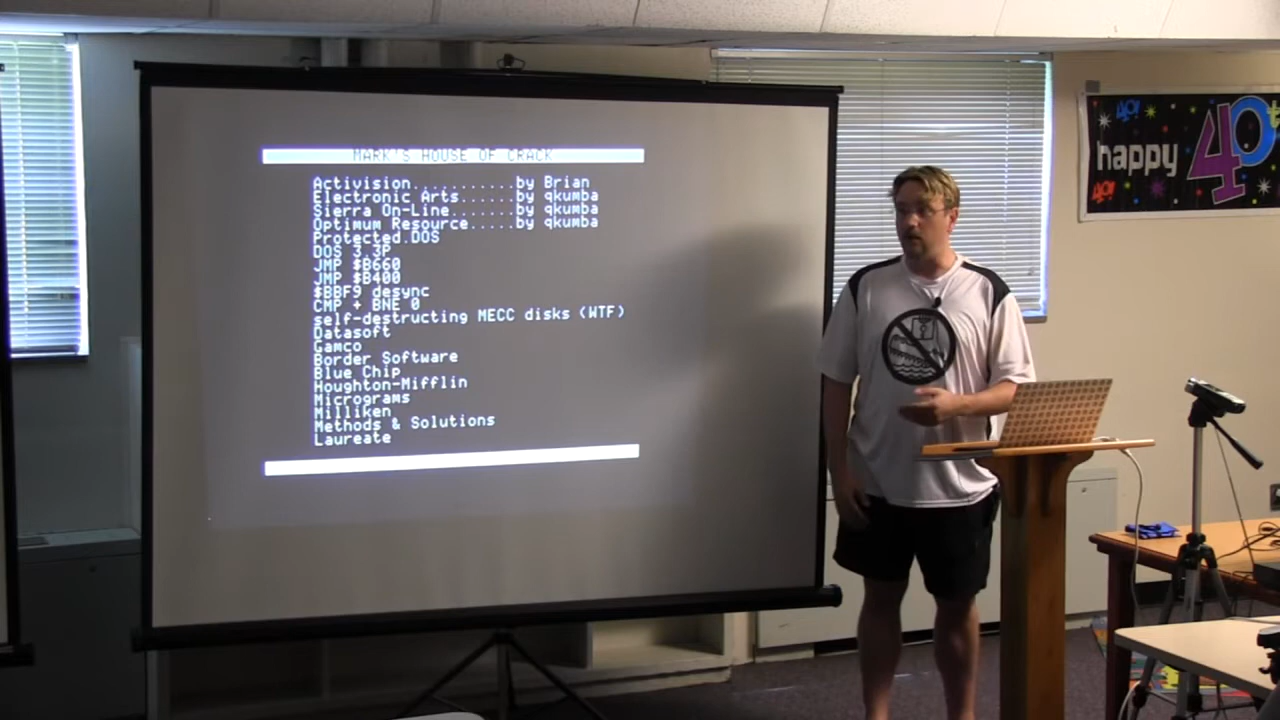 MARK'S HOUSE OF CRACK
Activision...........by Brian
Electronic Arts......by qkumba
Sierra On-Line.......by qkumba
Optimum Resource.....by qkumba
Protected.DOS
DOS 3.3P
JMP $B660
JMP $B400
$BBF9 desync
CMP + BNE 0
self-destructing MECC disks (WTF)
Datasoft
Gamco
Border Software
Blue Chip
Houghton-Mifflin
Micrograms
Milliken
Methods & Solutions
Laureate
40!
happy 40t
40!